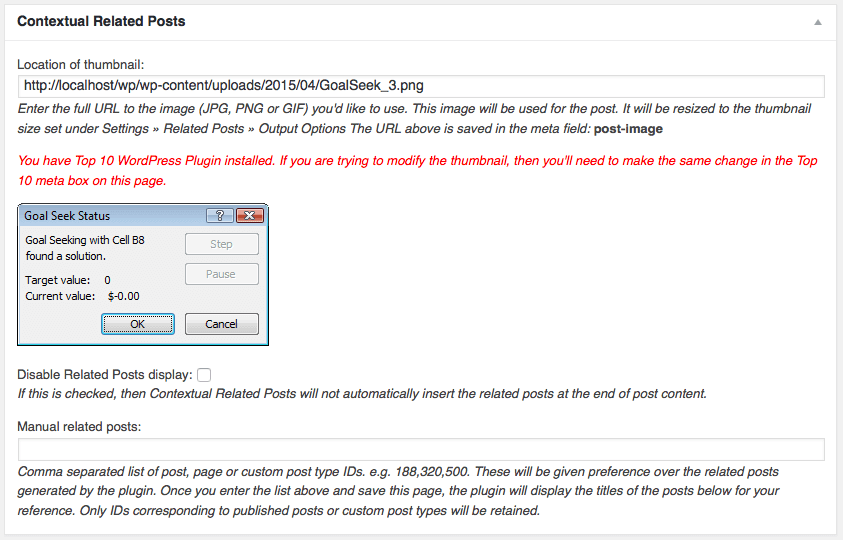 Contextual Related Posts
Location of thumbnail:
http://localhost/wp/wp-content/uploads/2015/04/GoalSeek_3.png
Enter the full URL to the image (JPG, PNG or GIF) you'd like to use. This image will be used for the post. It will be resized to the thumbnail
size set under Settings » Related Posts » Output Options The URL above is saved in the meta field: post-image
You have Top 10 WordPress Plugin installed. If you are trying to modify the thumbnail, then you'll need to make the same change in the Top
10 meta box on this page.
Goal Seek Status
?
Goal Seeking with Cell B8
found a solution.
Step
Pause
Target value: 0
Current value: $-0.00
OK
Cancel
Disable Related Posts display:
If this is checked, then Contextual Related Posts will not automatically insert the related posts at the end of post content.
Manual related posts:
Comma separated list of post, page or custom post type IDs. e.g. 188,320,500. These will be given preference over the related posts
generated by the plugin. Once you enter the list above and save this page, the plugin will display the titles of the posts below for your
reference. Only IDs corresponding to published posts or custom post types will be retained.